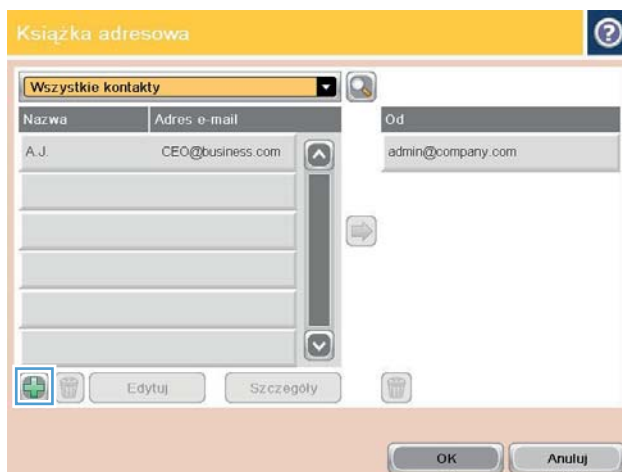 Książka adresowa
Wszystkie kontakty
Nazwa Adres e-mail
Od
A.J. CEO@business.com
admin@company.com
Edytuj Szczegóły
OK Anuluj